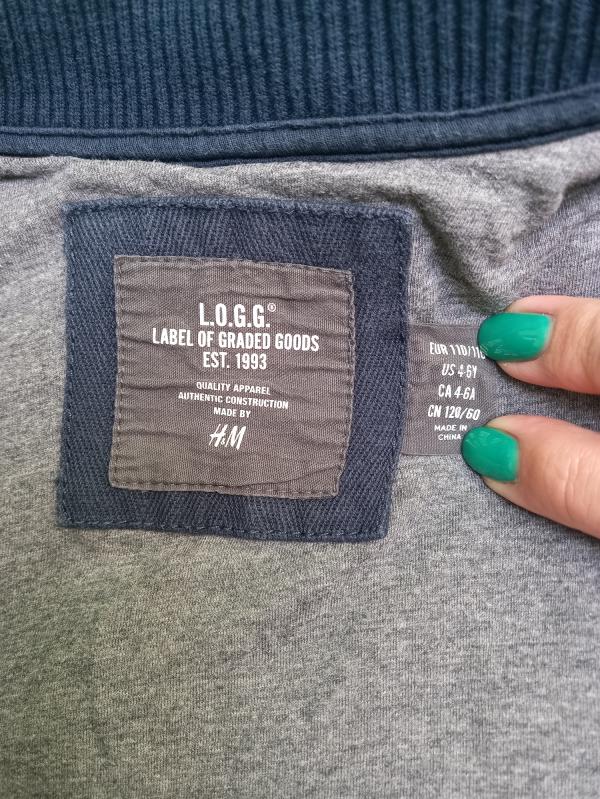 L.O.G.G.®
LABEL OF GRADED GOODS
EST. 1993
QUALITY APPAREL
AUTHENTIC CONSTRUCTION
MADE BY
H&M
EUR 110/11
US 4-6Y
CA 4-6A
CN 120/60
MADE IN
CHINA